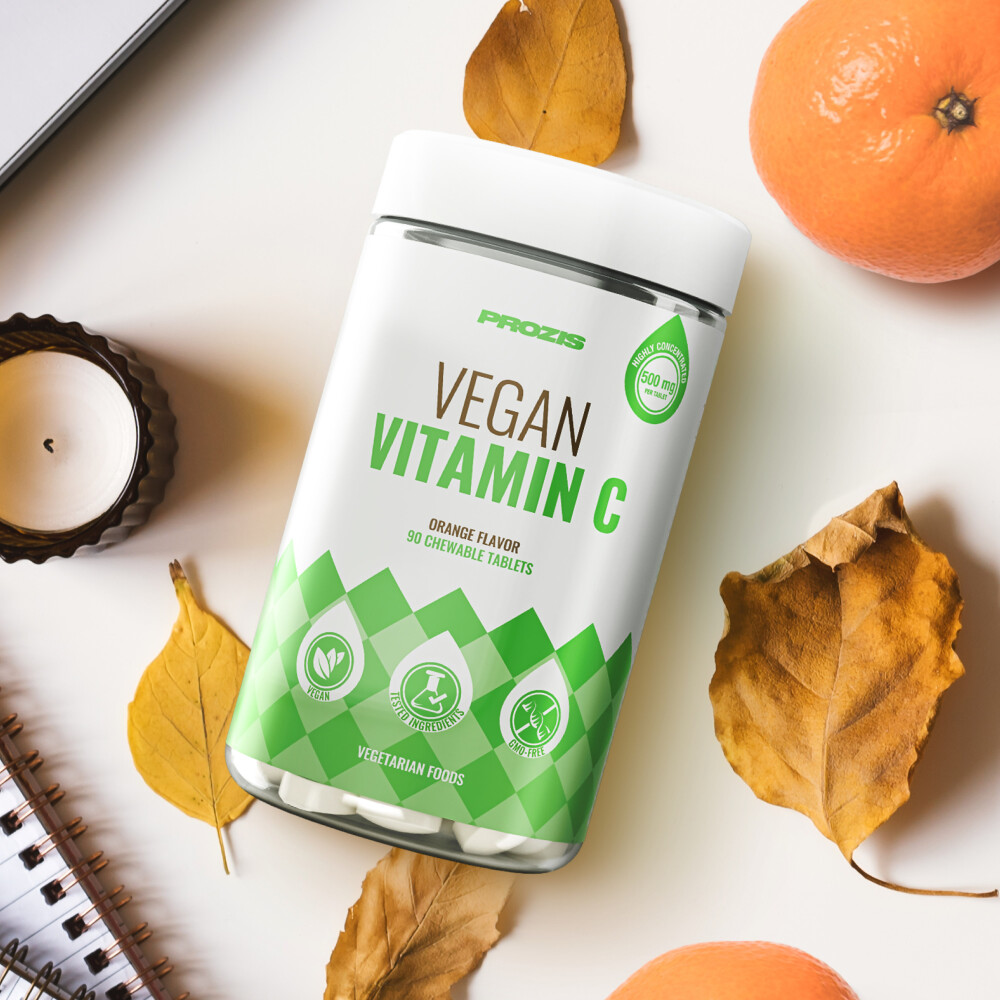 PROZIS
HIGHLY CONCENTRATED
500 mg
PER TABLET
VEGAN
VITAMIN C
ORANGE FLAVOR
90 CHEWABLE TABLETS
VEGAN
TESTED INGREDIENTS
GMO-FREE
VEGETARIAN FOODS